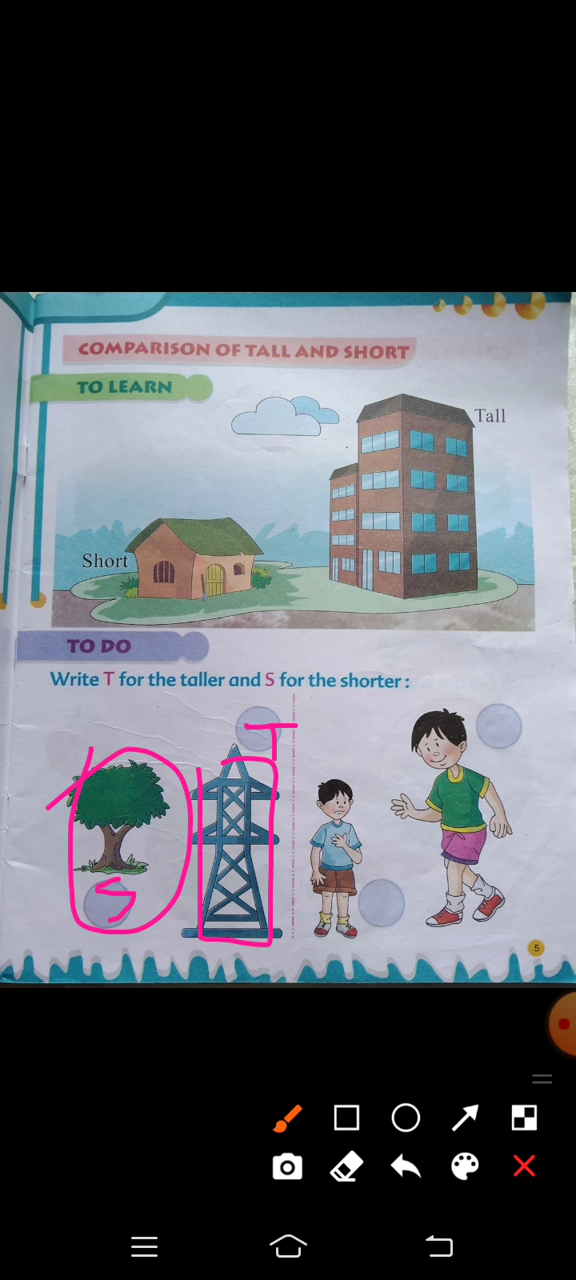 COMPARISON OF TALL AND SHORT
TO LEARN
Tall
Short
TO DO
Write T for the taller and S for the shorter :
T
S
5